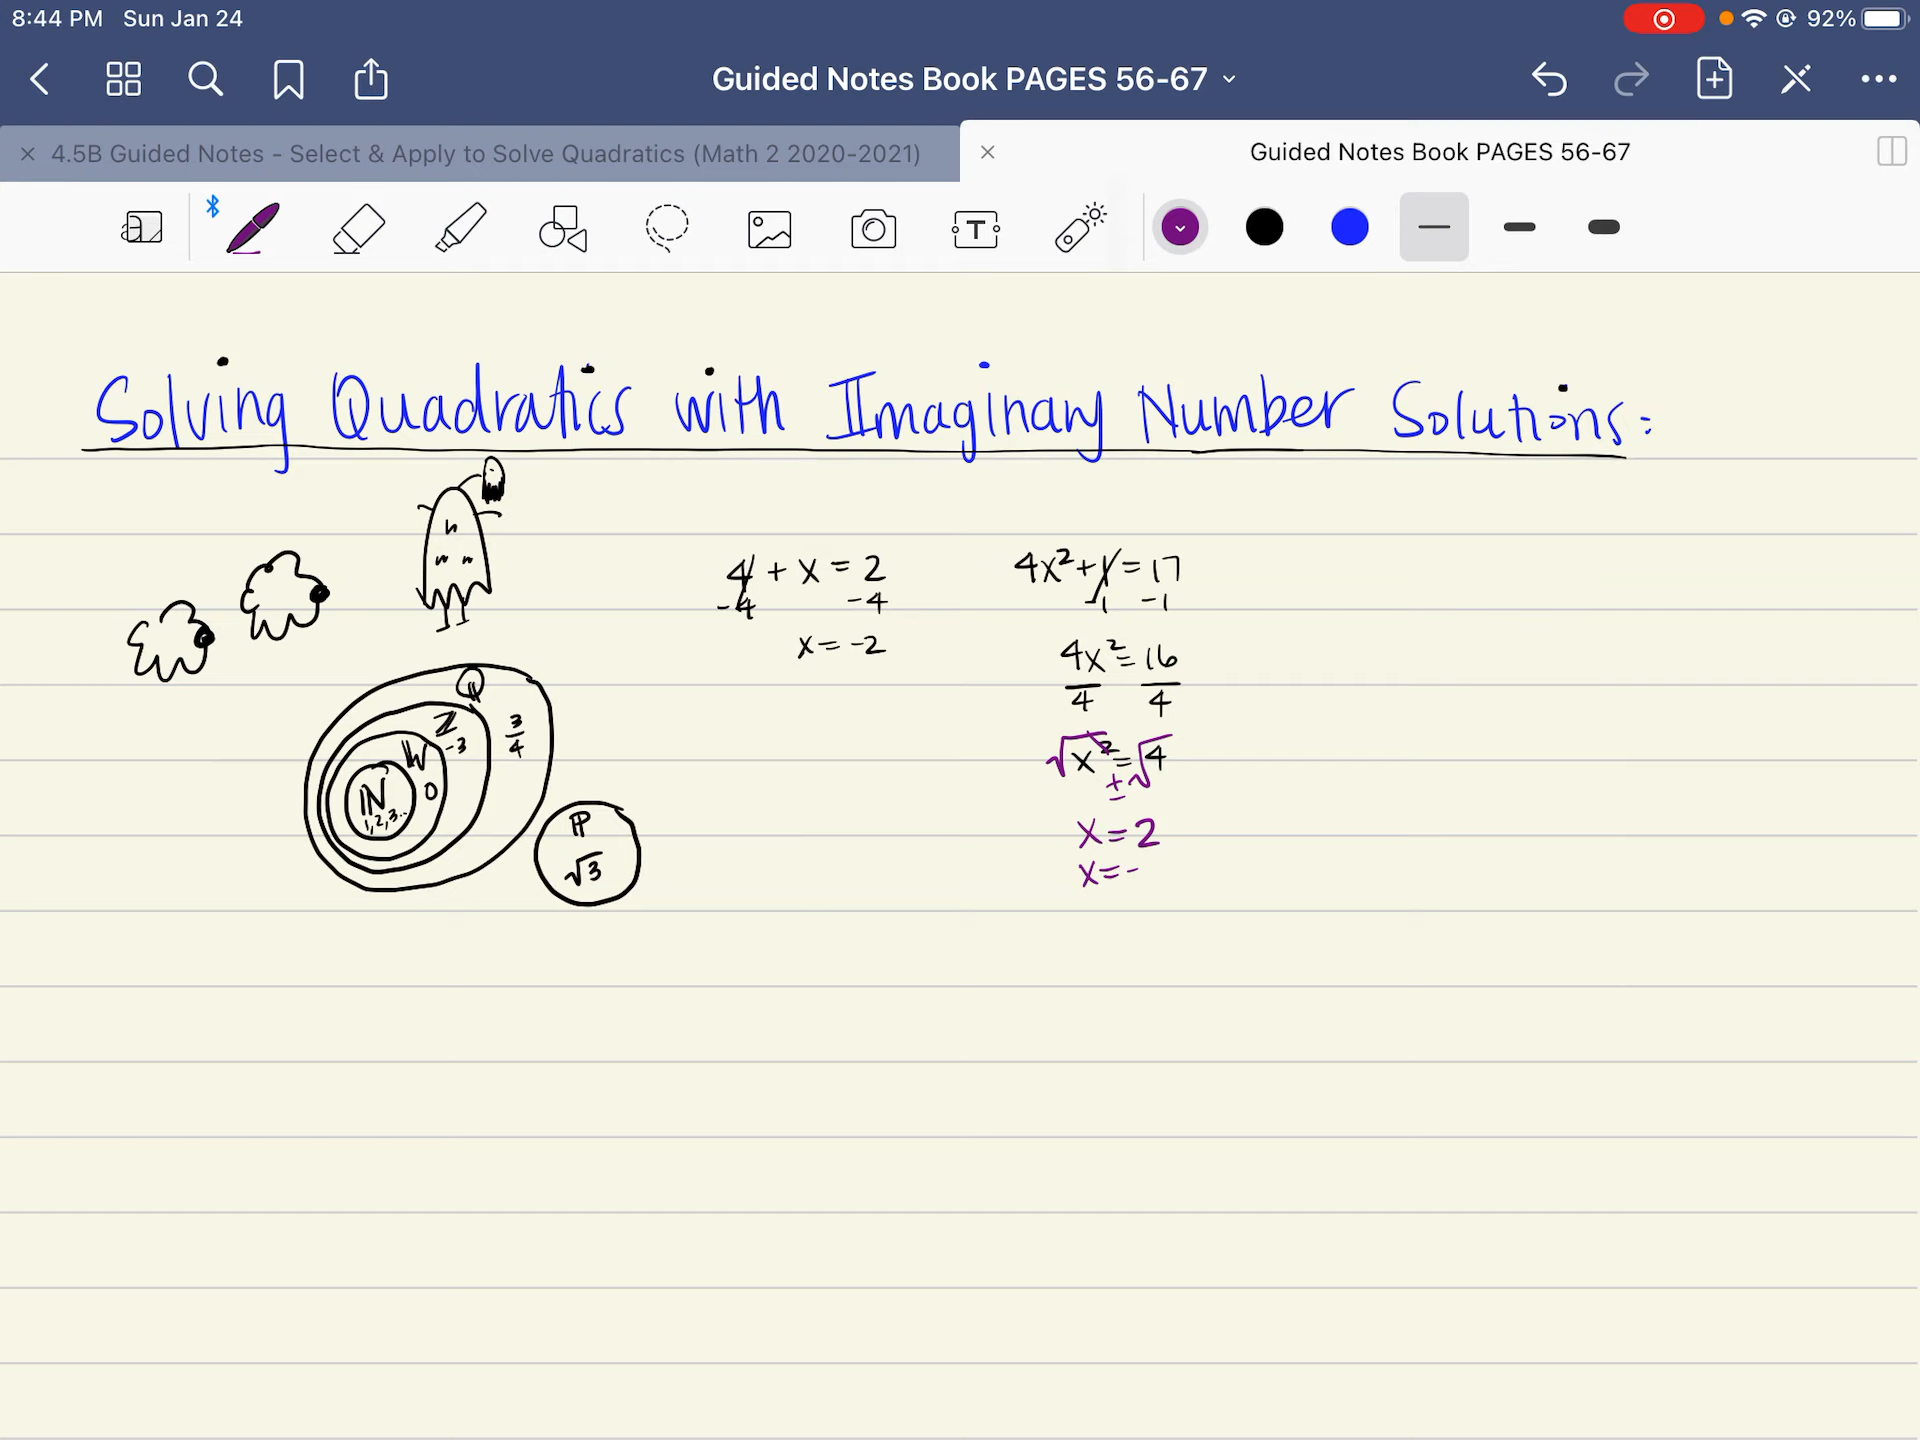 8:44 PM Sun Jan 24
92%
Guided Notes Book PAGES 56-67
4.5B Guided Notes - Select & Apply to Solve Quadratics (Math 2 2020-2021)
Guided Notes Book PAGES 56-67
Solving Quadratics with Imaginary Number Solutions:
4 + x = 2
-4 -4
x = -2
4x² + 1 = 17
-1 -1
4x² = 16
4 4
√x² = ±√4
x = 2
x = -
Q
ℤ
-3
3/4
W
0
ℕ
1,2,3..
ℙ
√3